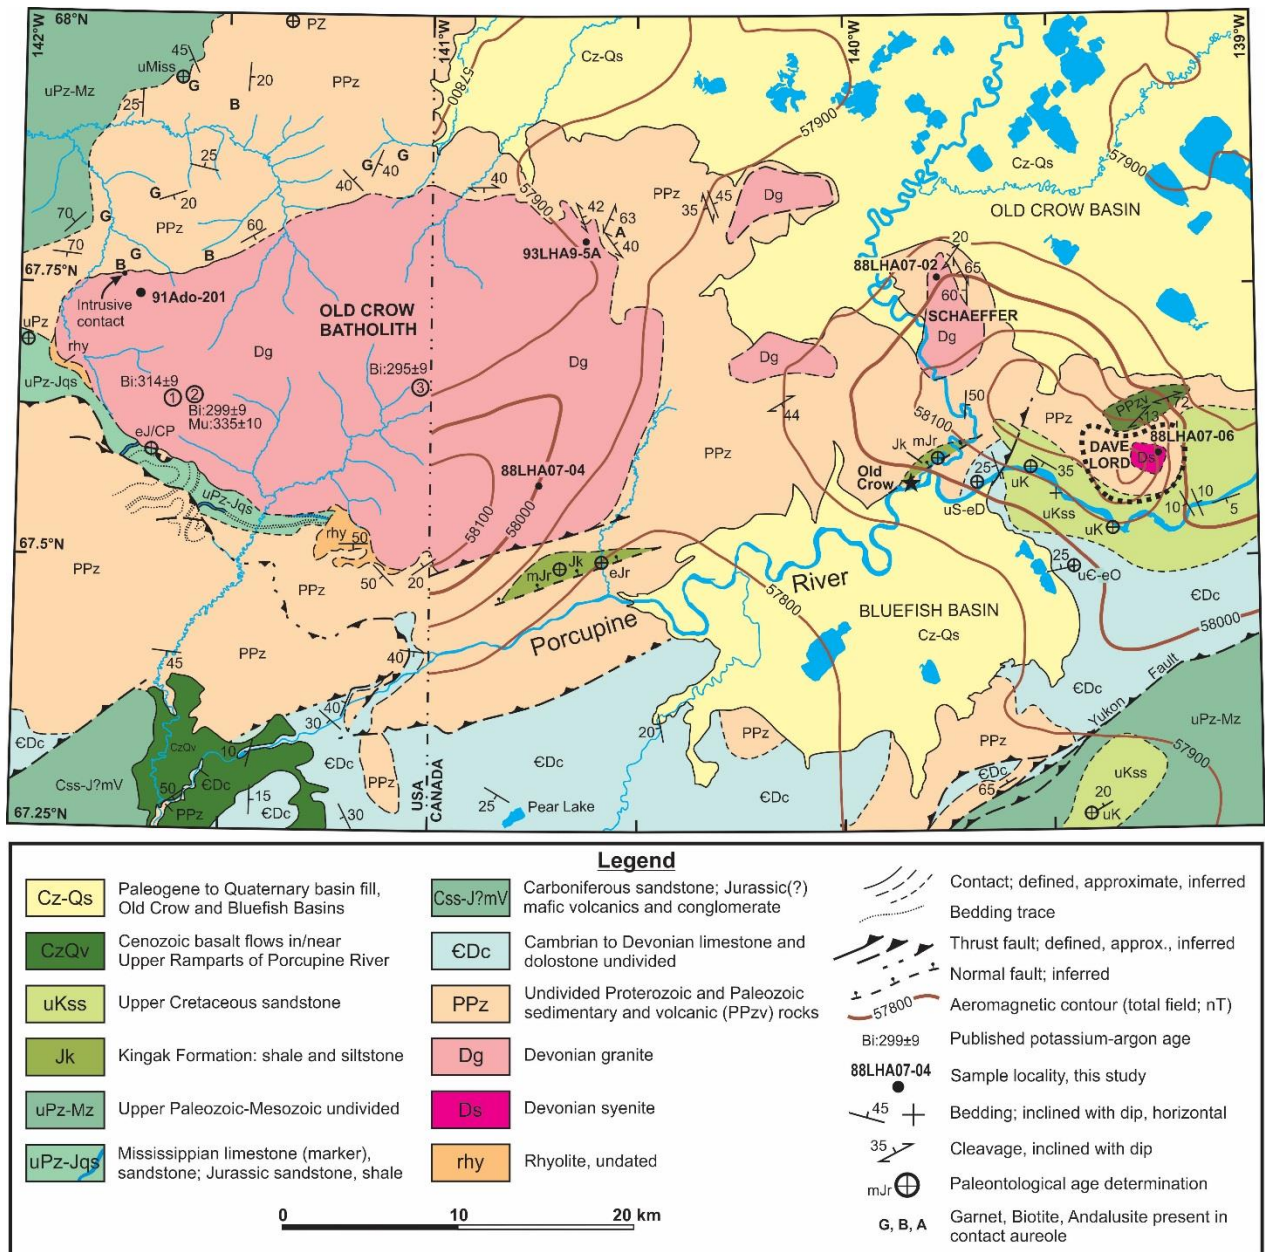 68°N
142°W
141°W
140°W
139°W
PZ
45
uMiss
G
20
PPz
57800
Cz-Qs
57900
uPz-Mz
25
B
57900
25
G
G
40
40
Cz-Qs
G
20
40
57900
PPz
45
35
Dg
OLD CROW BASIN
G
PPz
60
42
63
A
40
70
70
G
B
B
93LHA9-5A
20
88LHA07-02
65
60
67.75°N
91Ado-201
Intrusive
contact
OLD CROW
BATHOLITH
SCHAEFFER
Dg
uPz
rhy
Dg
Dg
Dg
uPz-Jqs
Bi:314±9
1
2
Bi:299±9
Mu:335±10
Bi:295±9
3
44
58100
50
PPz
PPzv
72
73
88LHA07-06
eJ/CP
PPz
Jk
mJr
DAVE
LORD
Ds
88LHA07-04
Old
Crow
25
35
uK
uPz-Jqs
uS-eD
uKss
10
10
5
uK
58100
58000
rhy
50
67.5°N
PPz
50
20
mJr
Jk
eJr
25
uЄ-eO
PPz
River
57800
BLUEFISH BASIN
Cz-Qs
ЄDc
58000
Porcupine
45
PPz
40
40
30
20
PPz
ЄDc
Yukon
Fault
uPz-Mz
PPz
57900
ЄDc
CzQv
10
ЄDc
PPz
ЄDc
ЄDc
ЄDc
65
uKss
Css-J?mV
50
ЄDc
15
PPz
ЄDc
30
USA
CANADA
25
Pear Lake
20
uK
67.25°N
Legend
Cz-Qs Paleogene to Quaternary basin fill,
Old Crow and Bluefish Basins
CzQv Cenozoic basalt flows in/near
Upper Ramparts of Porcupine River
uKss Upper Cretaceous sandstone
Jk Kingak Formation: shale and siltstone
uPz-Mz Upper Paleozoic-Mesozoic undivided
uPz-Jqs Mississippian limestone (marker),
sandstone; Jurassic sandstone, shale
Css-J?mV Carboniferous sandstone; Jurassic(?)
mafic volcanics and conglomerate
ЄDc Cambrian to Devonian limestone and
dolostone undivided
PPz Undivided Proterozoic and Paleozoic
sedimentary and volcanic (PPzv) rocks
Dg Devonian granite
Ds Devonian syenite
rhy Rhyolite, undated
Contact; defined, approximate, inferred
Bedding trace
Thrust fault; defined, approx., inferred
Normal fault; inferred
57800 Aeromagnetic contour (total field; nT)
Bi:299±9 Published potassium-argon age
88LHA07-04 Sample locality, this study
45 Bedding; inclined with dip, horizontal
35 Cleavage, inclined with dip
mJr Paleontological age determination
G, B, A Garnet, Biotite, Andalusite present in
contact aureole
0 10 20 km